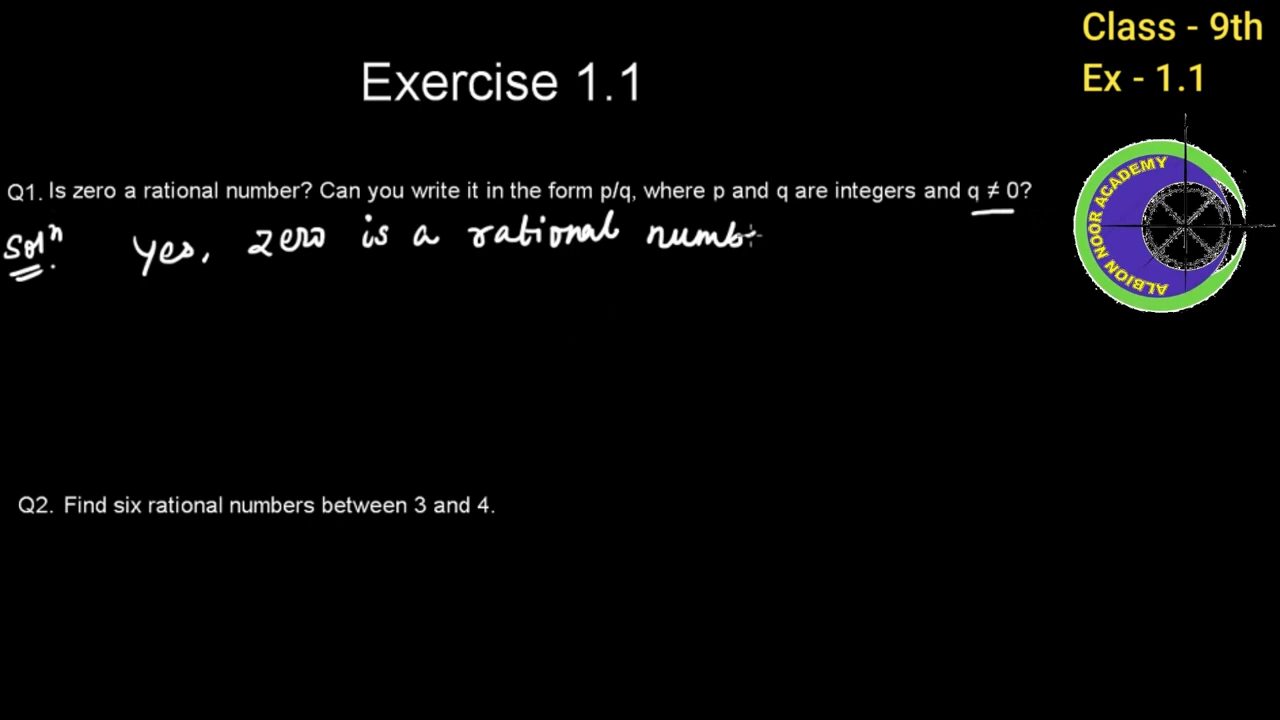 Class - 9th
Ex - 1.1
Exercise 1.1
ALBION NOOR ACADEMY
Q1. Is zero a rational number? Can you write it in the form p/q, where p and q are integers and q ≠ 0?
Solⁿ. Yes, zero is a rational numb
Q2. Find six rational numbers between 3 and 4.